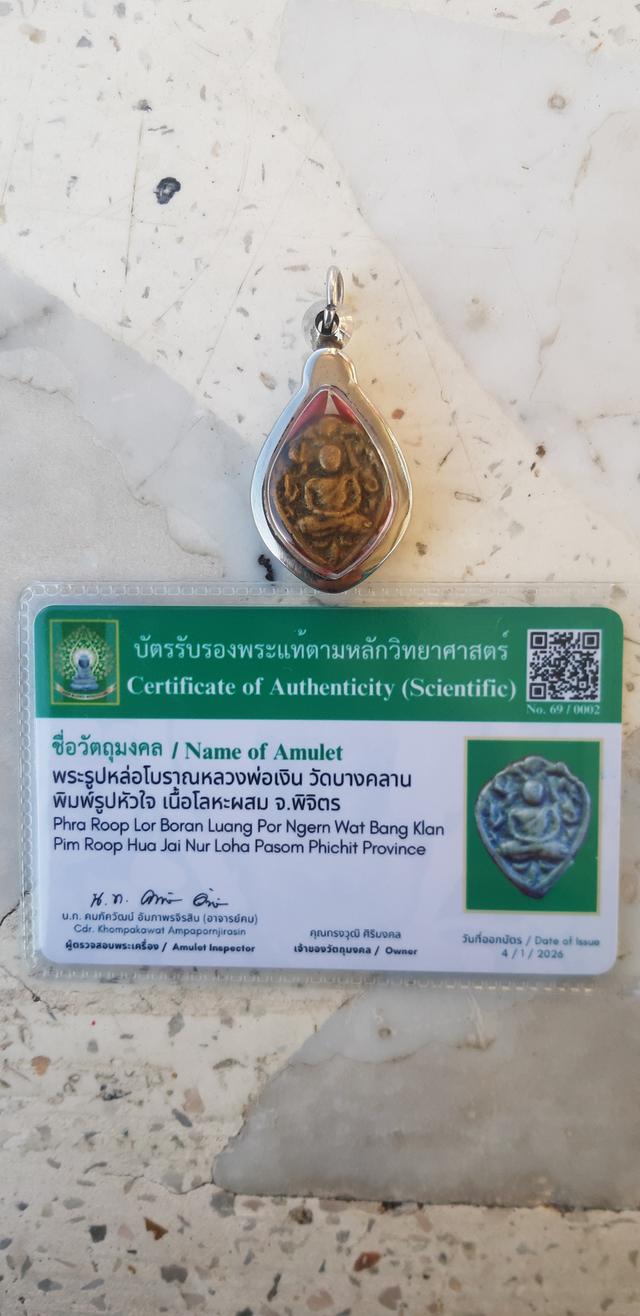 บัตรรับรองพระแท้ตามหลักวิทยาศาสตร์
Certificate of Authenticity (Scientific)
No. 69 / 0002
ชื่อวัตถุมงคล / Name of Amulet
พระรูปหล่อโบราณหลวงพ่อเงิน วัดบางคลาน
พิมพ์รูปหัวใจ เนื้อโลหะผสม จ.พิจิตร
Phra Roop Lor Boran Luang Por Ngern Wat Bang Klan
Pim Roop Hua Jai Nur Loha Pasom Phichit Province
น.ท. คมภัควัฒน์ อัมภาพรจิรสิน (อาจารย์คม)
Cdr. Khompakawat Ampapornjirasin
ผู้ตรวจสอบพระเครื่อง / Amulet Inspector
คุณทรงวุฒิ ศิริมงคล
เจ้าของวัตถุมงคล / Owner
วันที่ออกบัตร / Date of Issue
4 / 1 / 2026